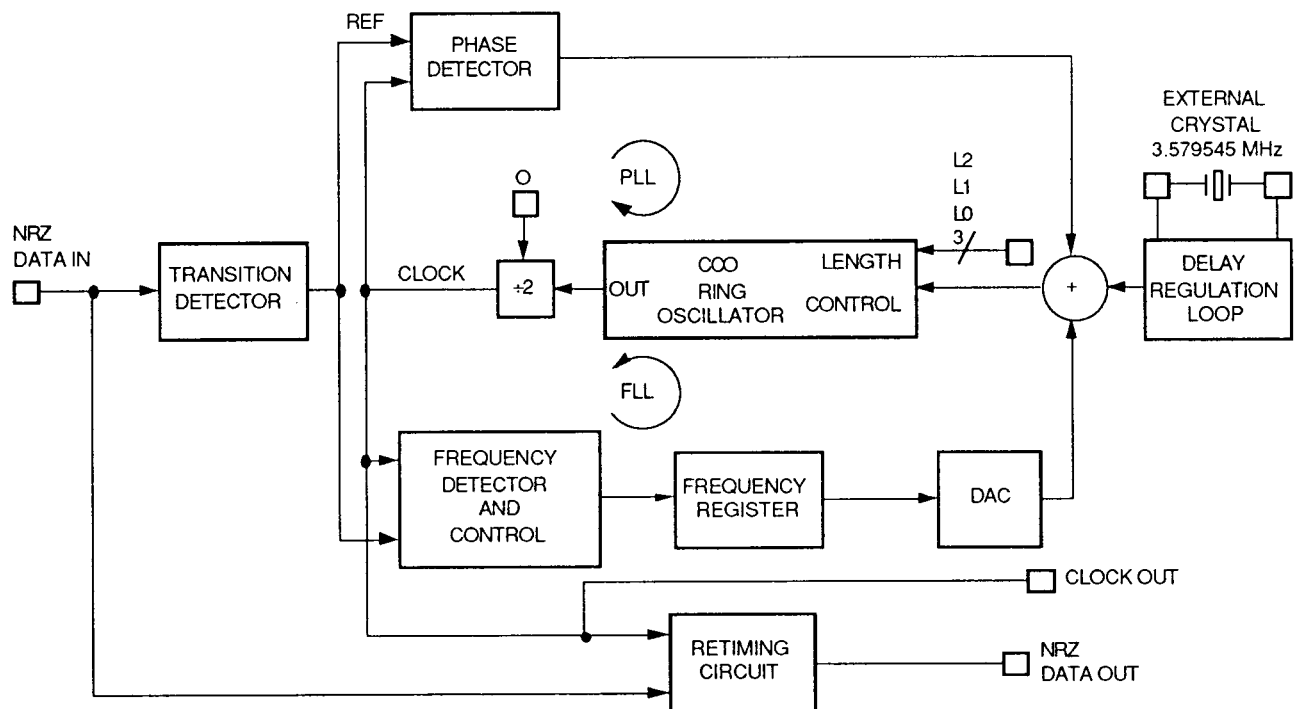 REF
PHASE
DETECTOR
EXTERNAL
CRYSTAL
3.579545 MHz
L2
L1
L0
3
O
PLL
NRZ
DATA IN
TRANSITION
DETECTOR
CLOCK
÷2
OUT
COO
RING
OSCILLATOR
LENGTH
CONTROL
+
DELAY
REGULATION
LOOP
FLL
FREQUENCY
DETECTOR
AND
CONTROL
FREQUENCY
REGISTER
DAC
CLOCK OUT
RETIMING
CIRCUIT
NRZ
DATA OUT